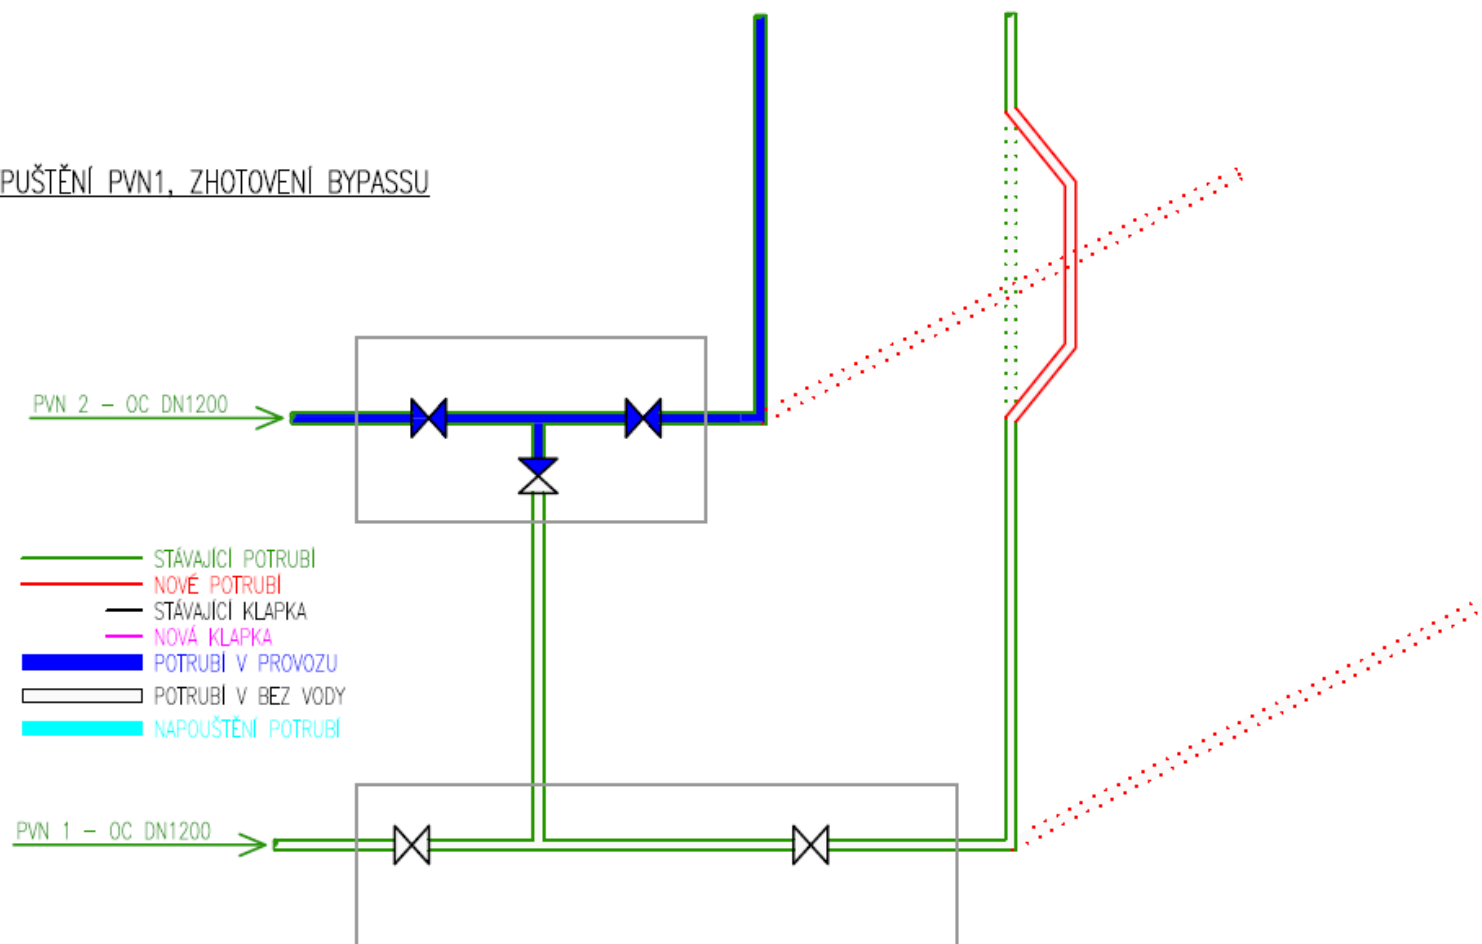 PUŠTĚNÍ PVN1, ZHOTOVENÍ BYPASSU
PVN 2 – OC DN1200
STÁVAJÍCÍ POTRUBÍ
NOVÉ POTRUBÍ
STÁVAJÍCÍ KLAPKA
NOVÁ KLAPKA
POTRUBÍ V PROVOZU
POTRUBÍ V BEZ VODY
NAPOUŠTĚNÍ POTRUBÍ
PVN 1 – OC DN1200